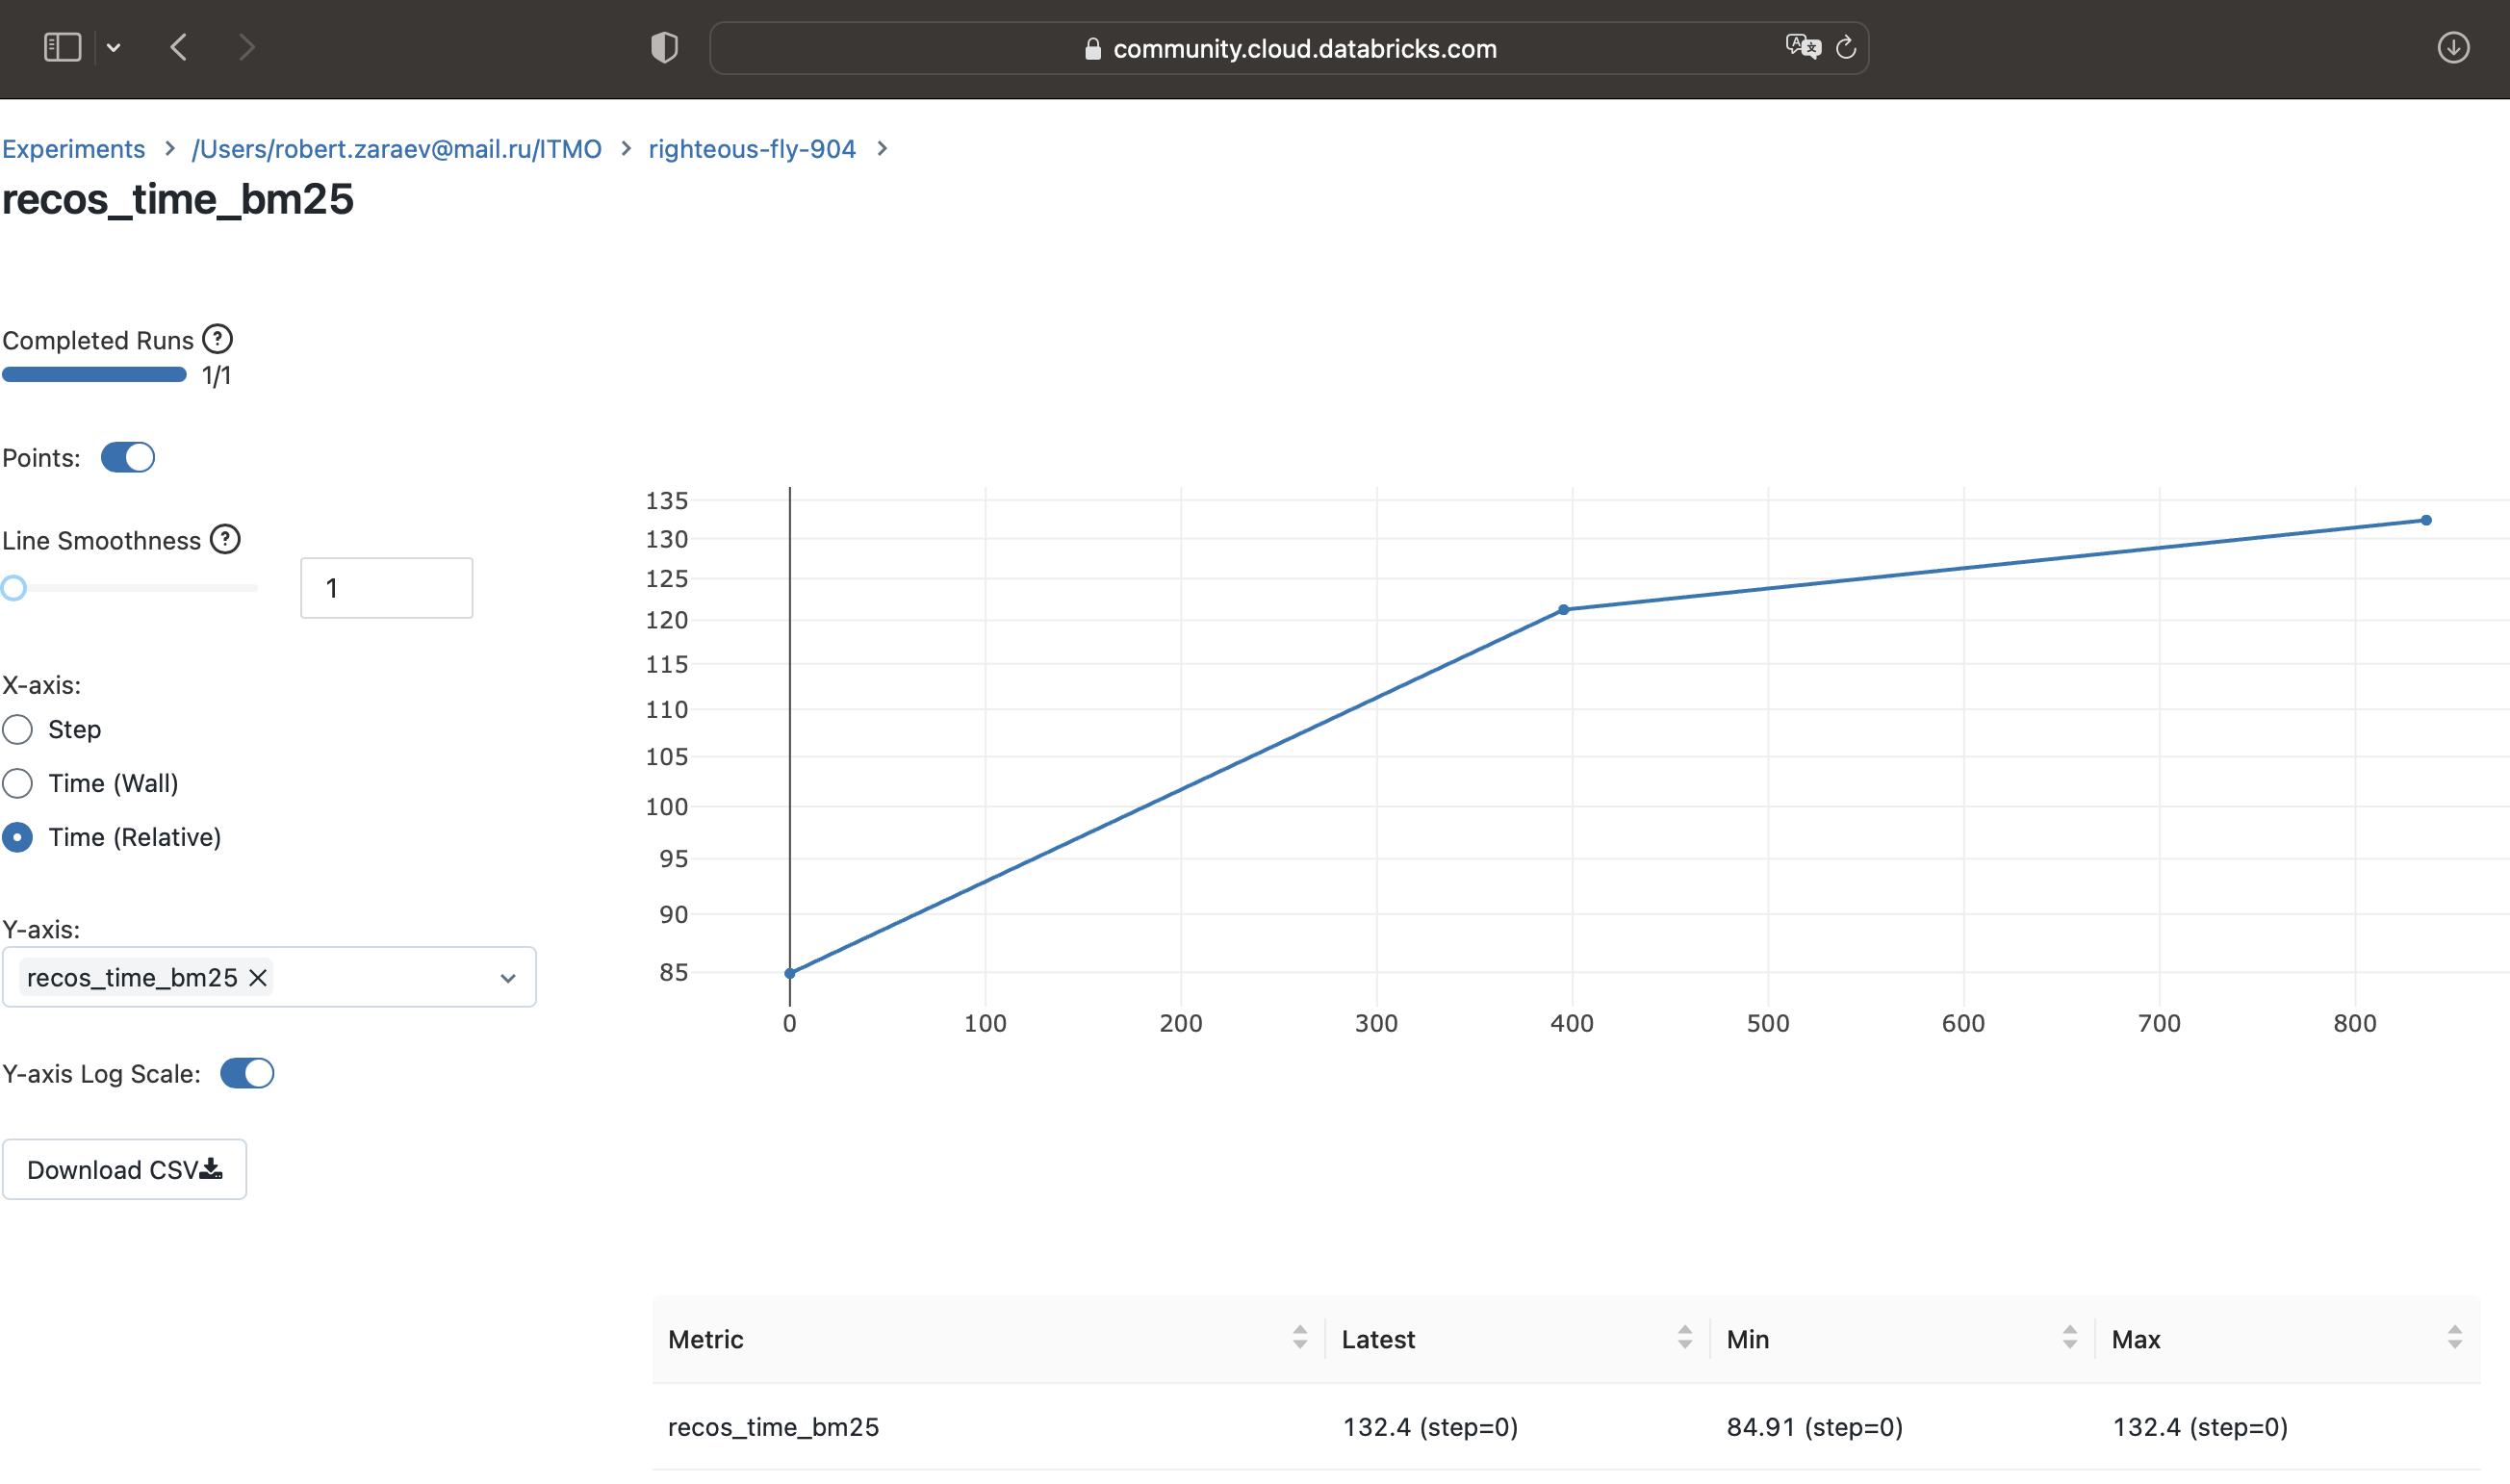 community.cloud.databricks.com
Experiments > /Users/robert.zaraev@mail.ru/ITMO > righteous-fly-904 >
recos_time_bm25
Completed Runs ?
1/1
Points:
Line Smoothness ?
1
X-axis:
Step
Time (Wall)
Time (Relative)
Y-axis:
recos_time_bm25
Y-axis Log Scale:
Download CSV
135
130
125
120
115
110
105
100
95
90
85
0 100 200 300 400 500 600 700 800
Metric Latest Min Max
recos_time_bm25 132.4 (step=0) 84.91 (step=0) 132.4 (step=0)